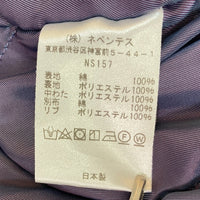 (株) ネペンテス
東京都渋谷区神宮前5-44-1
NS157
表地 綿 100%
裏地 ポリエステル 100%
中わた ポリエステル 100%
別布 綿 100%
リブ ポリエステル 100%
日本製